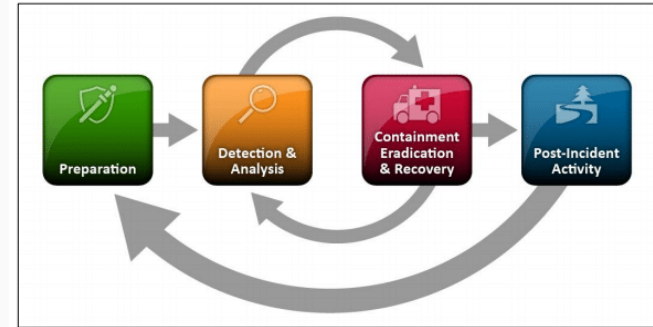 Preparation
Detection &
Analysis
Containment
Eradication
& Recovery
Post-Incident
Activity